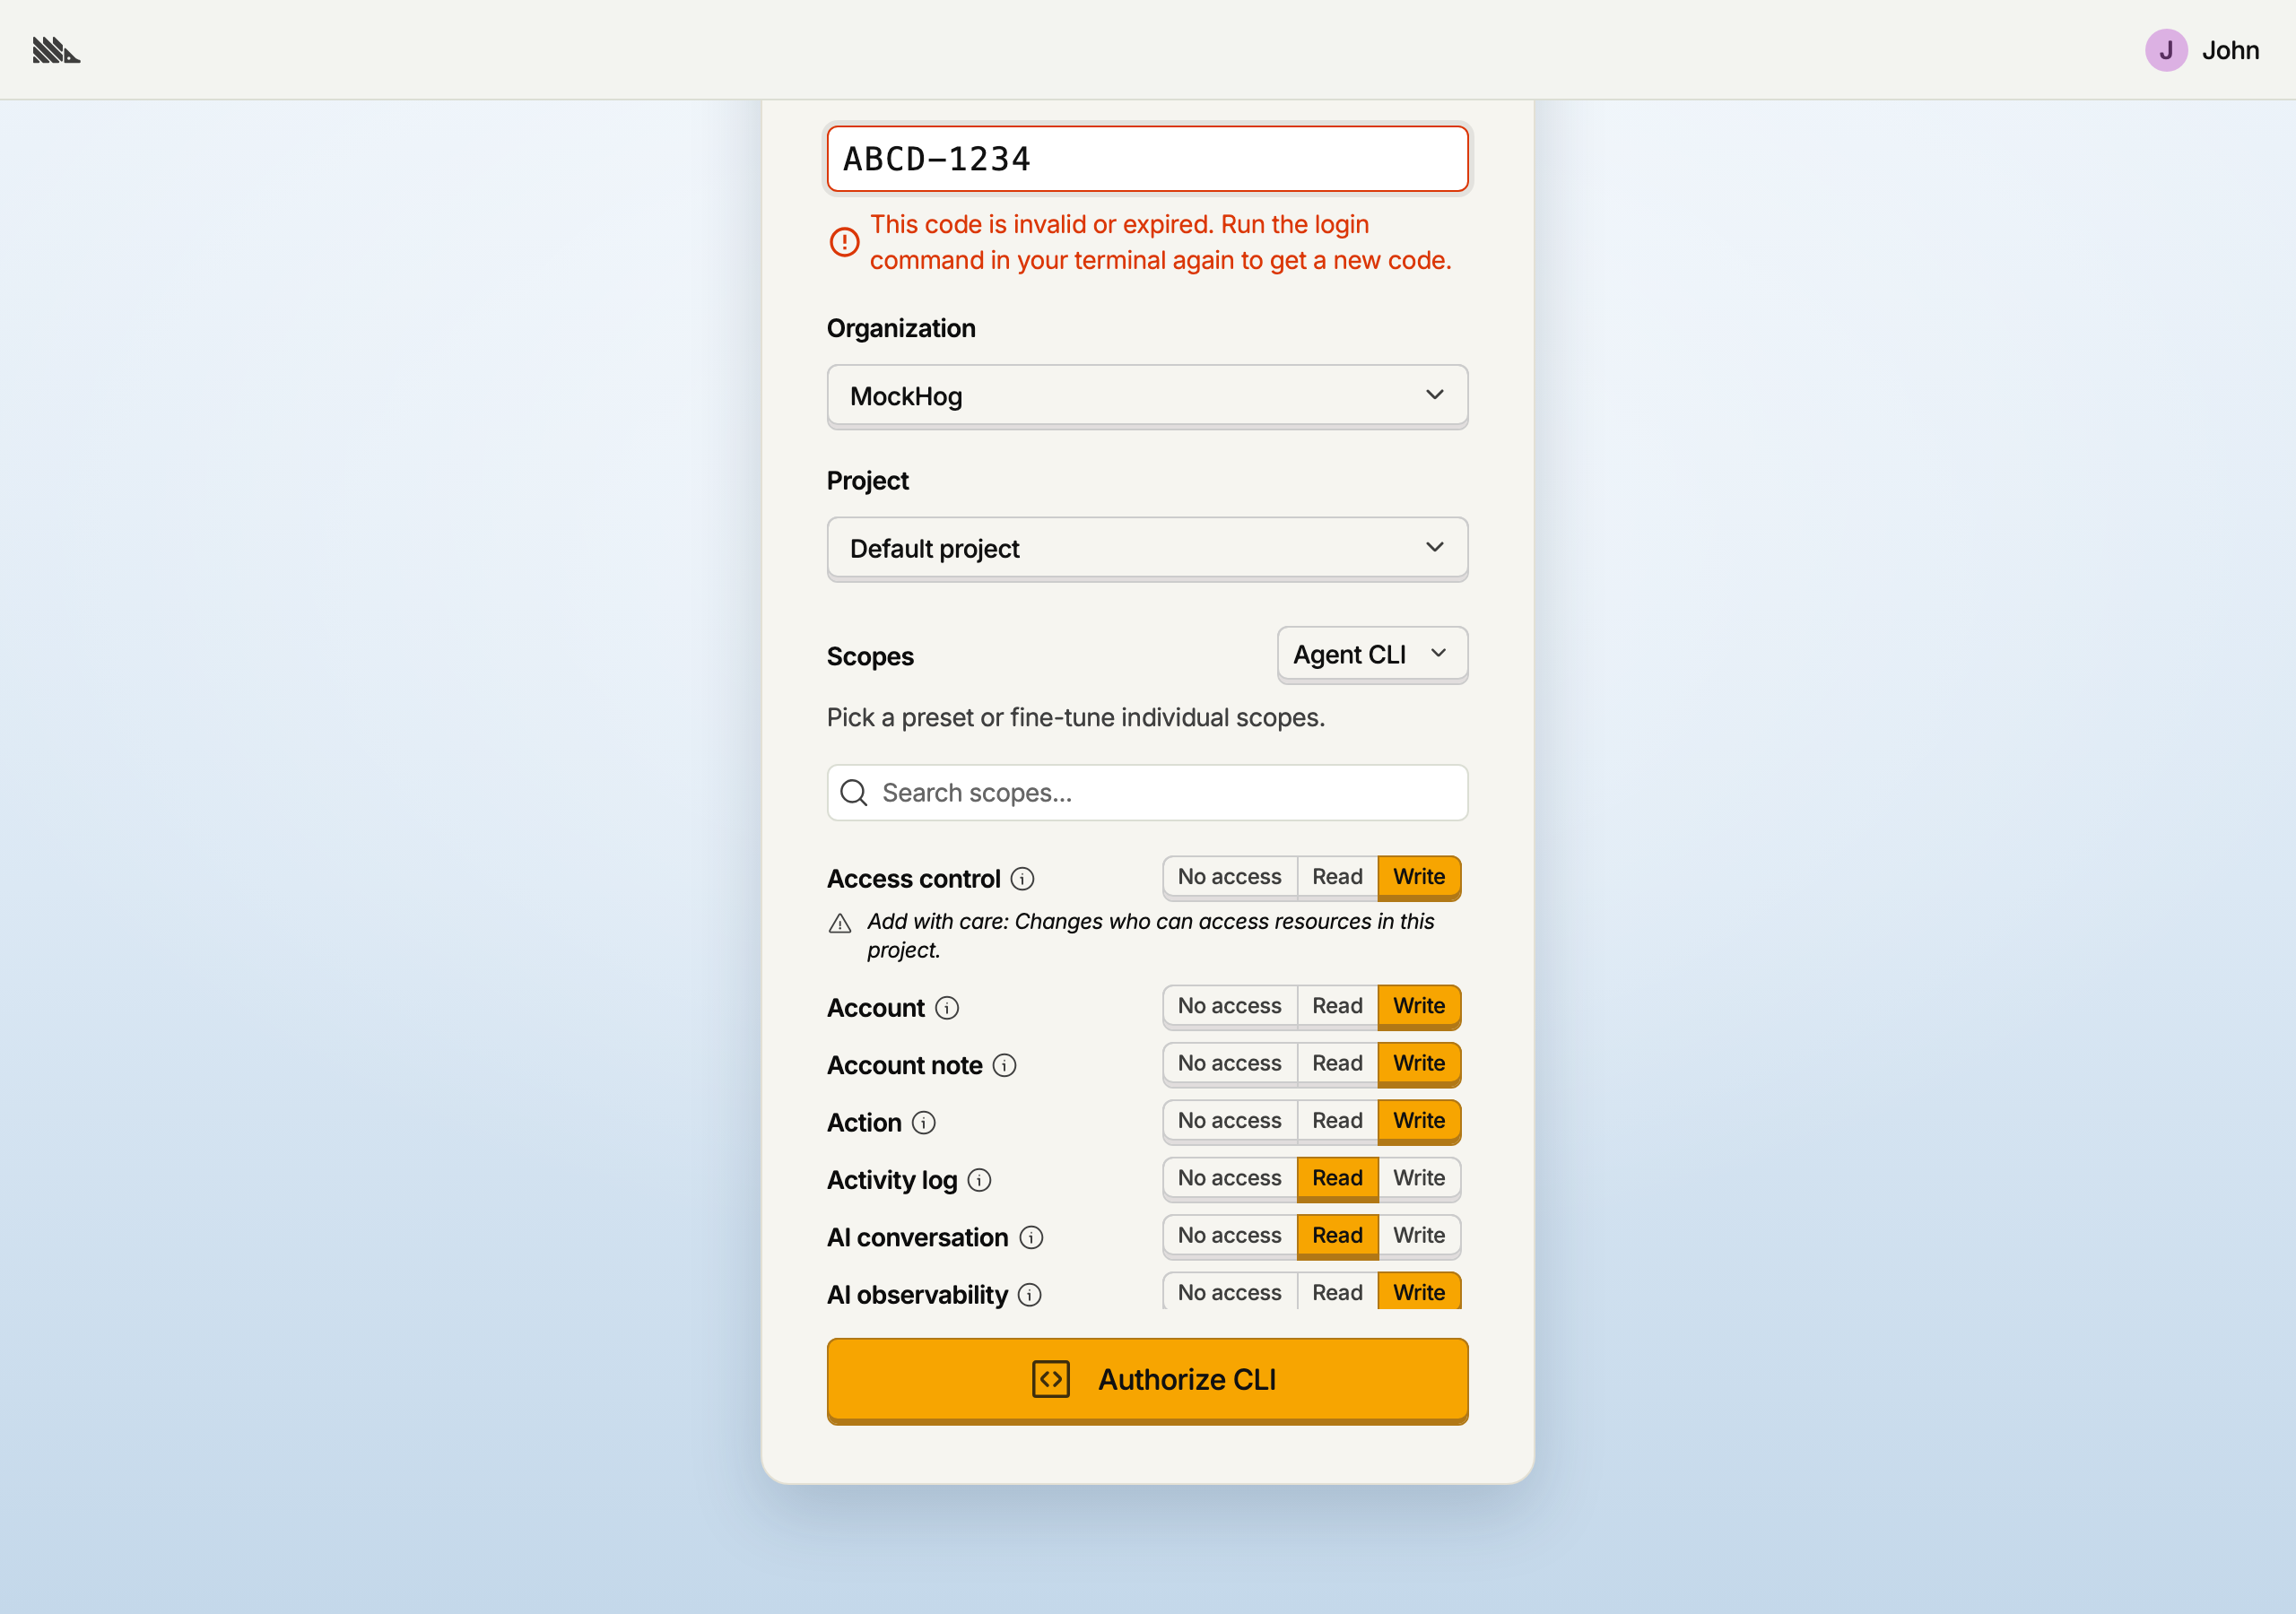 J John
ABCD-1234
This code is invalid or expired. Run the login
command in your terminal again to get a new code.
Organization
MockHog
Project
Default project
Scopes
Agent CLI
Pick a preset or fine-tune individual scopes.
Search scopes...
Access control No access Read Write
Add with care: Changes who can access resources in this
project.
Account No access Read Write
Account note No access Read Write
Action No access Read Write
Activity log No access Read Write
AI conversation No access Read Write
AI observability No access Read Write
Authorize CLI